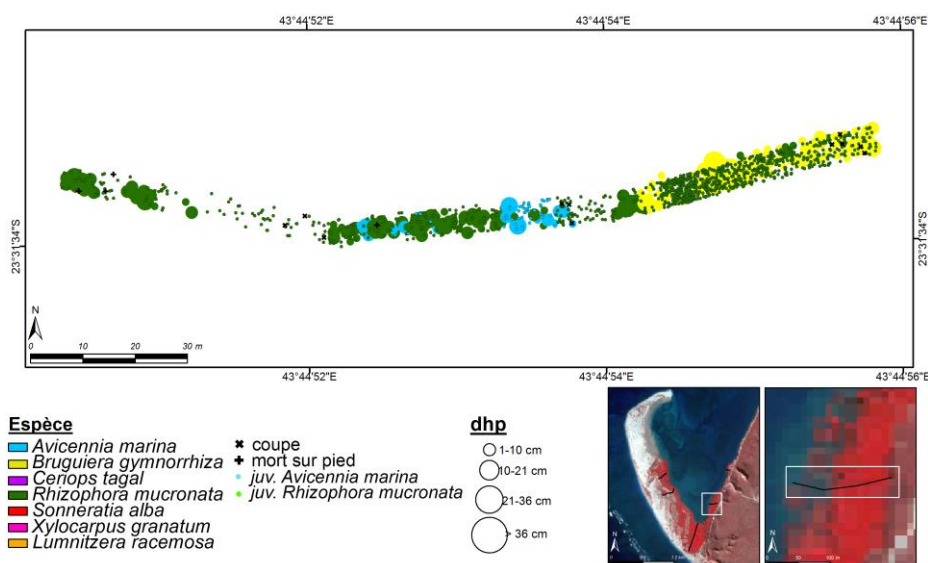 43°44'52"E 43°44'54"E 43°44'56"E
23°31'34"S 23°31'34"S
N
0 10 20 30 m
43°44'52"E 43°44'54"E 43°44'56"E
Espèce
Avicennia marina
Bruguiera gymnorrhiza
Ceriops tagal
Rhizophora mucronata
Sonneratia alba
Xylocarpus granatum
Lumnitzera racemosa
coupe
mort sur pied
juv. Avicennia marina
juv. Rhizophora mucronata
dhp
1-10 cm
10-21 cm
21-36 cm
> 36 cm
N
N